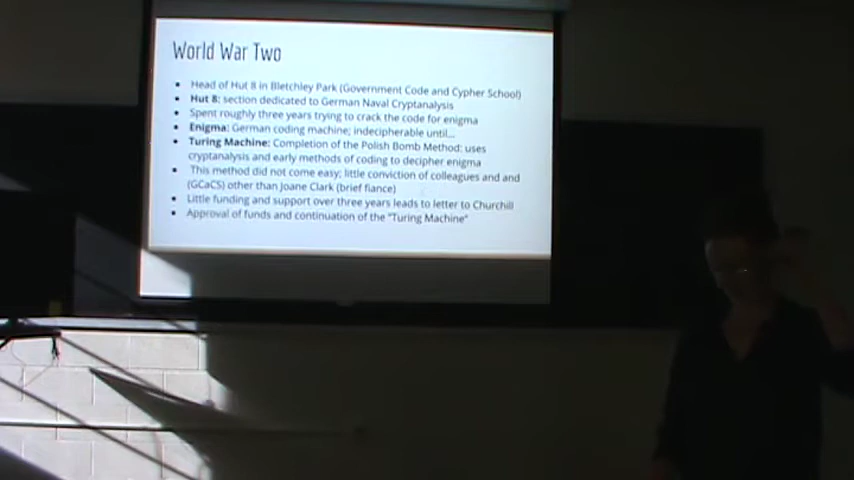 World War Two
• Head of Hut 8 in Bletchley Park (Government Code and Cypher School)
• Hut 8: section dedicated to German Naval Cryptanalysis
• Spent roughly three years trying to crack the code for enigma
• Enigma: German coding machine; indecipherable until...
• Turing Machine: Completion of the Polish Bomb Method: uses
cryptanalysis and early methods of coding to decipher enigma
• This method did not come easy; little conviction of colleagues and and
(GCaCS) other than Joane Clark (brief fiance)
• Little funding and support over three years leads to letter to Churchill
• Approval of funds and continuation of the "Turing Machine"